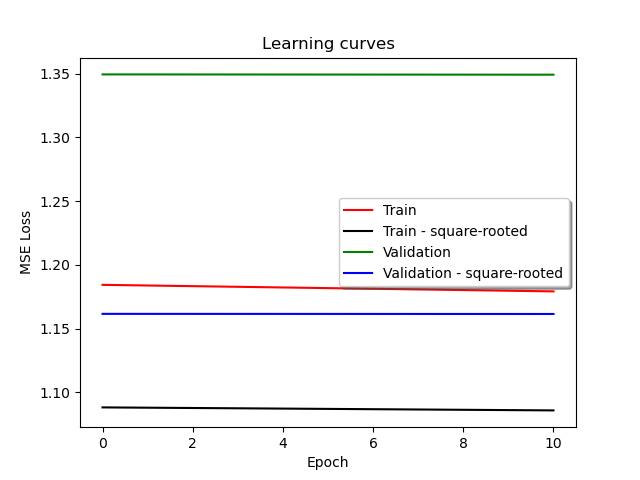 Learning curves
MSE Loss
1.35
1.30
1.25
1.20
1.15
1.10
Train
Train - square-rooted
Validation
Validation - square-rooted
0
2
4
6
8
10
Epoch